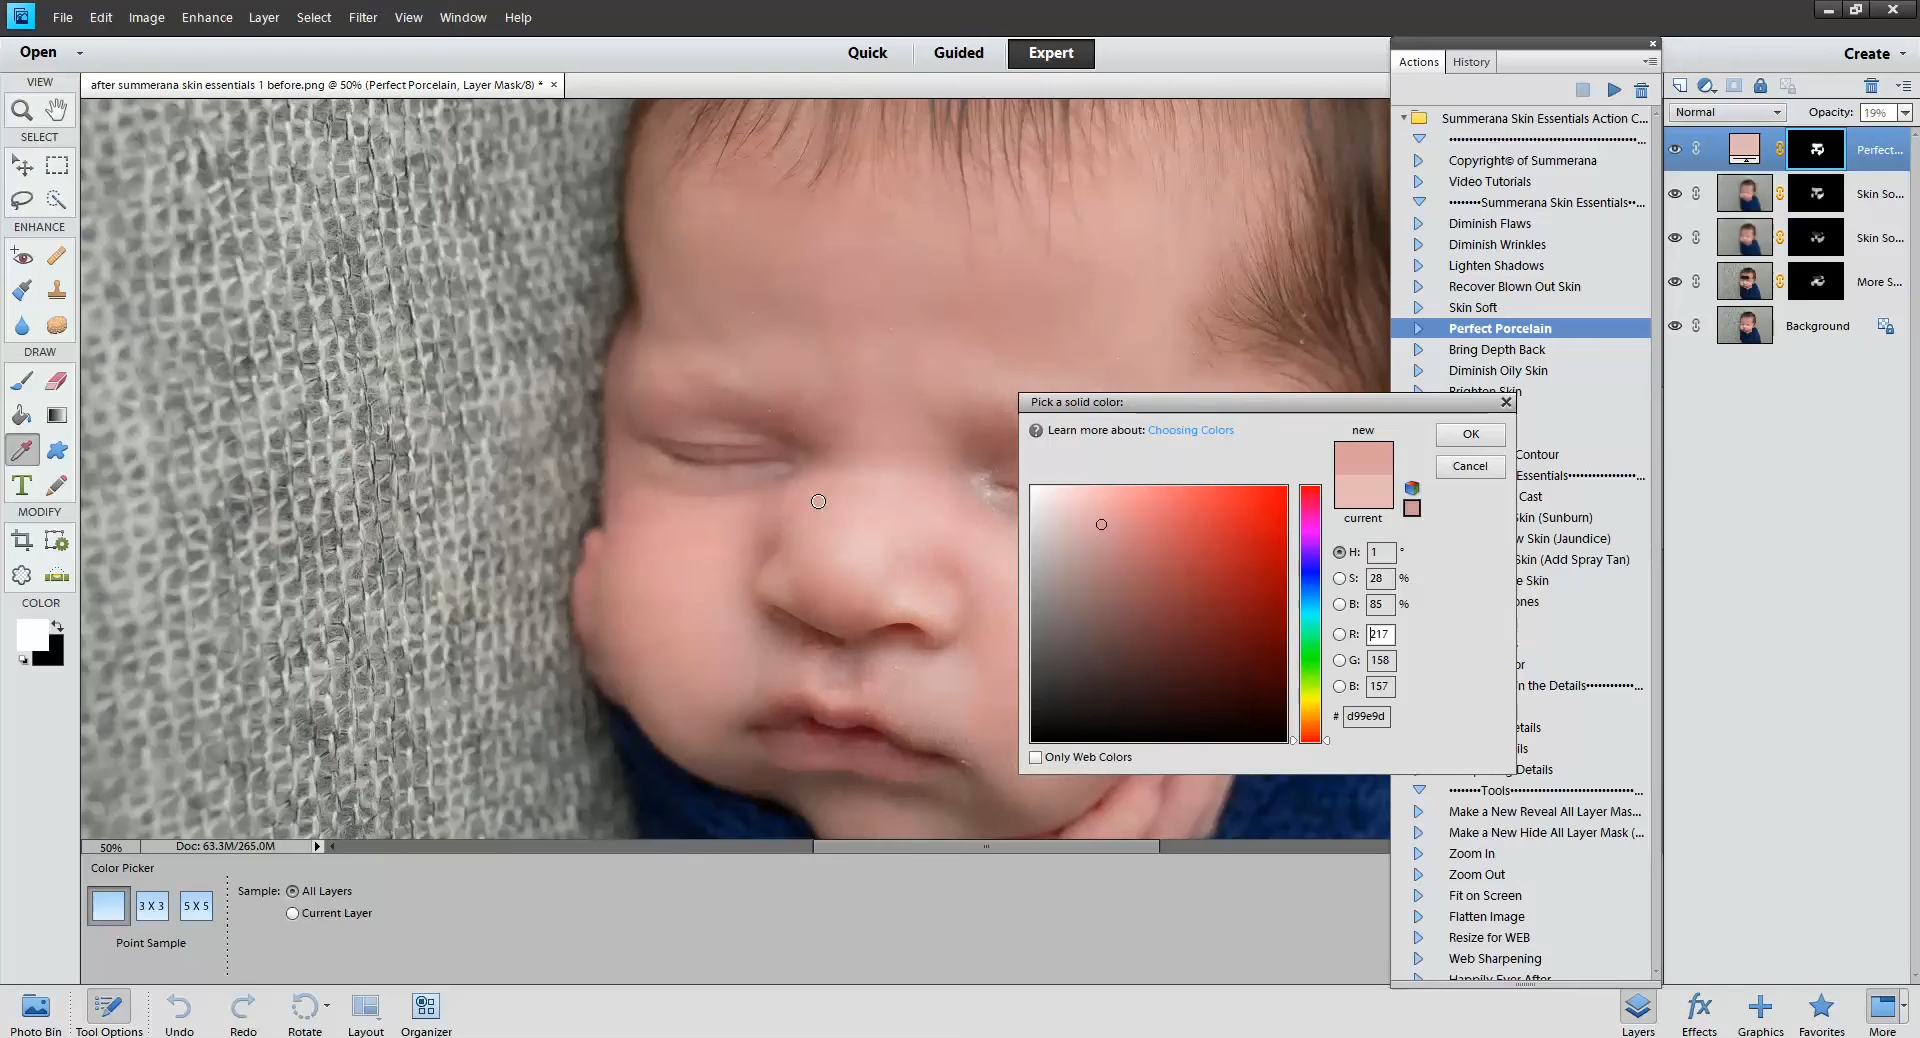 File Edit Image Enhance Layer Select Filter View Window Help
Open
Quick Guided Expert
Create
after summerana skin essentials 1 before.png @ 50% (Perfect Porcelain, Layer Mask/8) * ×
VIEW
SELECT
ENHANCE
DRAW
MODIFY
COLOR
Actions History
Summerana Skin Essentials Action C...
Copyright© of Summerana
Video Tutorials
••••••••Summerana Skin Essentials••...
Diminish Flaws
Diminish Wrinkles
Lighten Shadows
Recover Blown Out Skin
Skin Soft
Perfect Porcelain
Bring Depth Back
Diminish Oily Skin
Brighten Skin
Contour
Essentials••••••••••••••••...
Cast
kin (Sunburn)
w Skin (Jaundice)
Skin (Add Spray Tan)
e Skin
ones
or
n the Details••••••••••••...
etails
ils
Details
••••••••Tools•••••••••••••••••••••••••••...
Make a New Reveal All Layer Mas...
Make a New Hide All Layer Mask (...
Zoom In
Zoom Out
Fit on Screen
Flatten Image
Resize for WEB
Web Sharpening
Happily Ever After
Normal Opacity: 19%
Perfect...
Skin So...
Skin So...
More S...
Background
Pick a solid color:
Learn more about: Choosing Colors
new
OK
Cancel
current
H: 1 °
S: 28 %
B: 85 %
R: 217
G: 158
B: 157
# d99e9d
Only Web Colors
50% Doc: 63.3M/265.0M
Color Picker
3 X 3 5 X 5
Point Sample
Sample: All Layers
Current Layer
Photo Bin Tool Options Undo Redo Rotate Layout Organizer
Layers Effects Graphics Favorites More